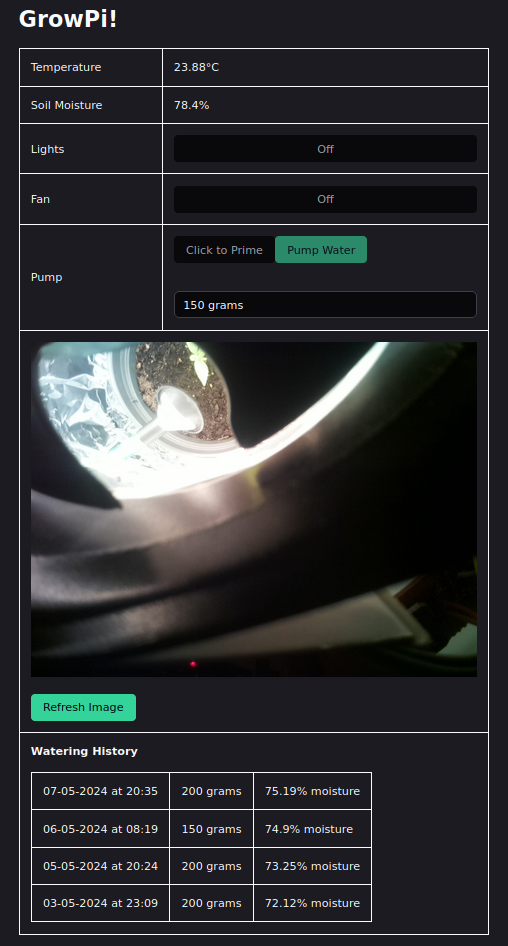 GrowPi!
Temperature 23.88°C
Soil Moisture 78.4%
Lights Off
Fan Off
Pump Click to Prime Pump Water
150 grams
Refresh Image
Watering History
07-05-2024 at 20:35 200 grams 75.19% moisture
06-05-2024 at 08:19 150 grams 74.9% moisture
05-05-2024 at 20:24 200 grams 73.25% moisture
03-05-2024 at 23:09 200 grams 72.12% moisture